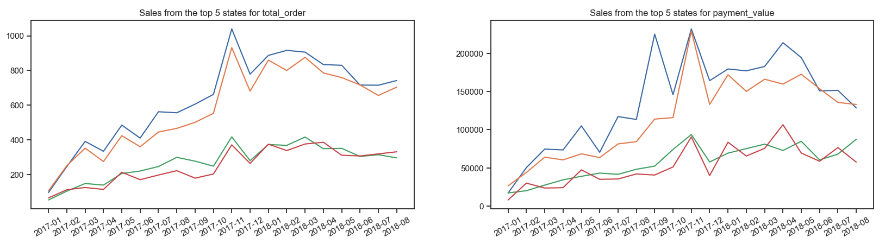 Sales from the top 5 states for total_order
1000
800
600
400
200
2017-01 2017-02 2017-03 2017-04 2017-05 2017-06 2017-07 2017-08 2017-09 2017-10 2017-11 2017-12 2018-01 2018-02 2018-03 2018-04 2018-05 2018-06 2018-07 2018-08
Sales from the top 5 states for payment_value
200000
150000
100000
50000
0
2017-01 2017-02 2017-03 2017-04 2017-05 2017-06 2017-07 2017-08 2017-09 2017-10 2017-11 2017-12 2018-01 2018-02 2018-03 2018-04 2018-05 2018-06 2018-07 2018-08